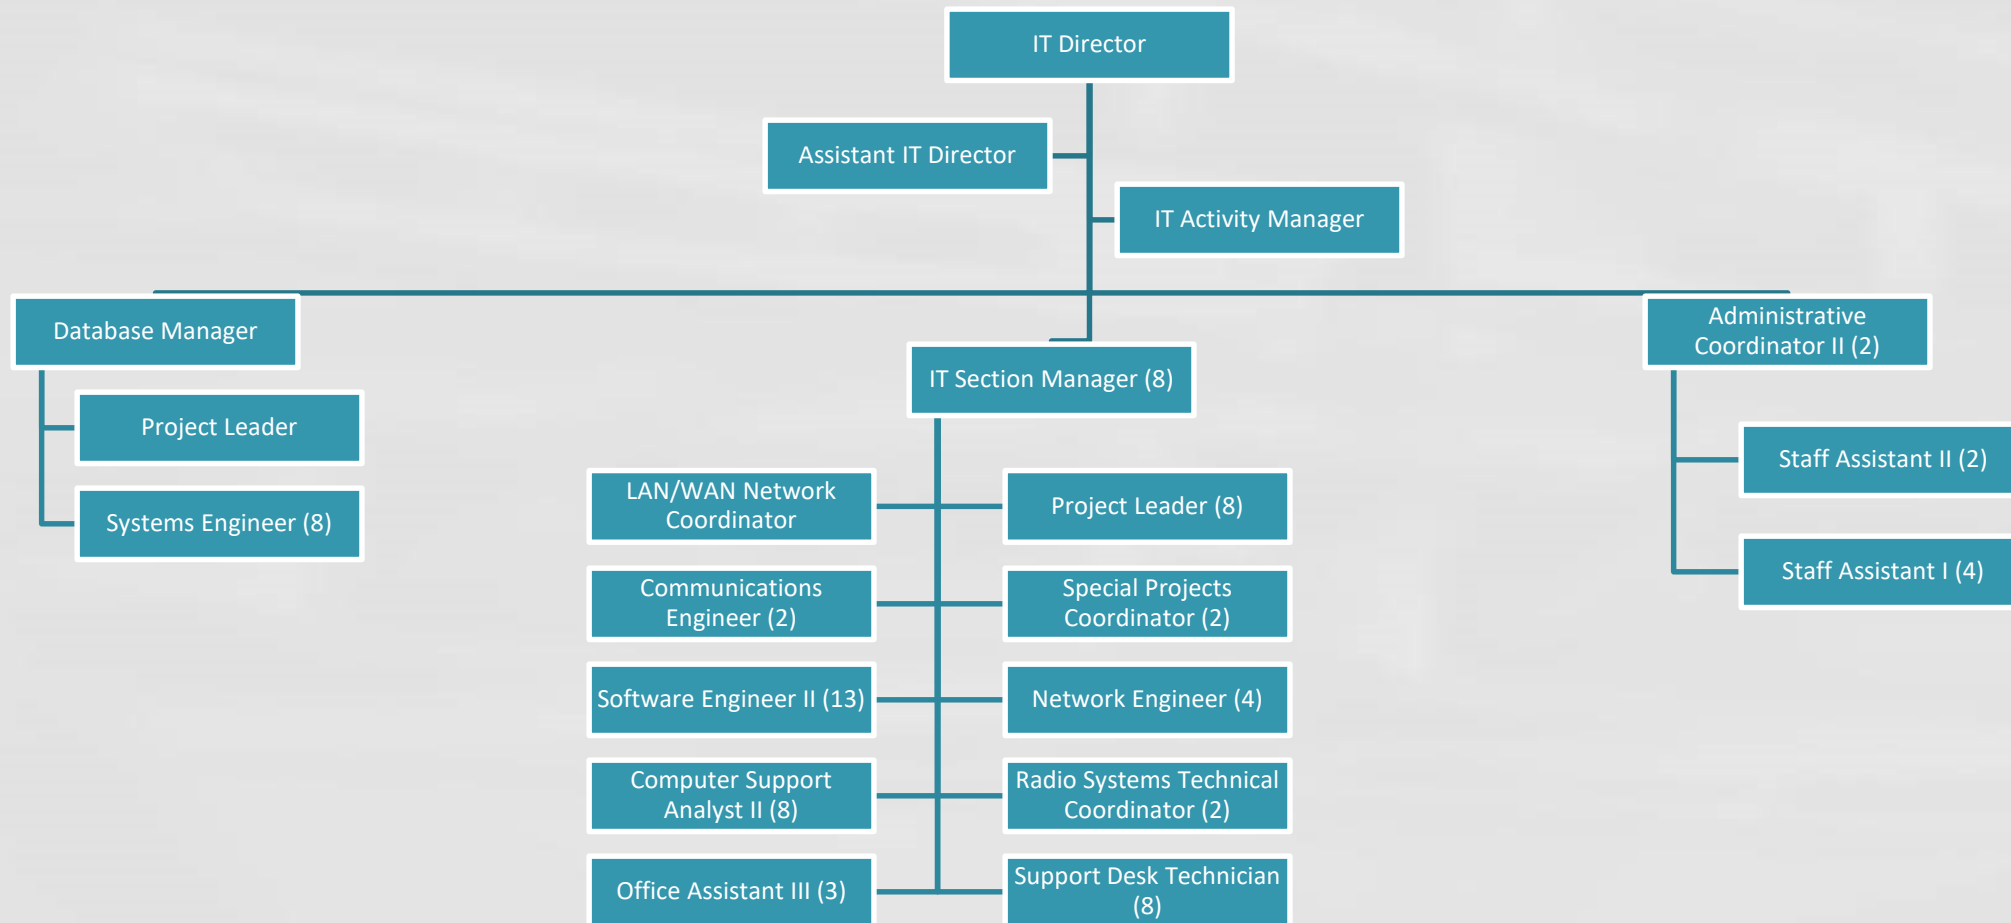 IT Director
Assistant IT Director
IT Activity Manager
Database Manager
Administrative
Coordinator II (2)
IT Section Manager (8)
Project Leader
Systems Engineer (8)
LAN/WAN Network
Coordinator
Project Leader (8)
Communications
Engineer (2)
Special Projects
Coordinator (2)
Software Engineer II (13)
Network Engineer (4)
Computer Support
Analyst II (8)
Radio Systems Technical
Coordinator (2)
Office Assistant III (3)
Support Desk Technician
(8)
Staff Assistant II (2)
Staff Assistant I (4)